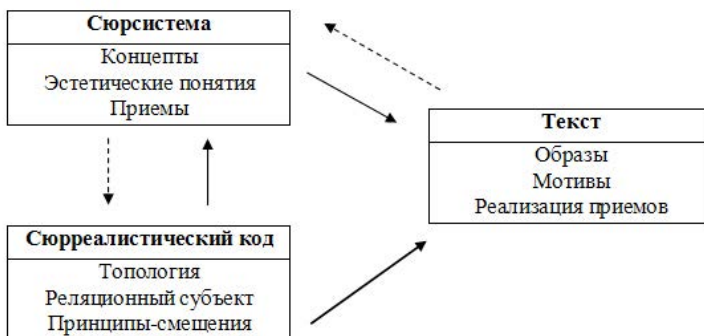 Сюрсистема
Концепты
Эстетические понятия
Приемы
Текст
Образы
Мотивы
Реализация приемов
Сюрреалистический код
Топология
Реляционный субъект
Принципы-смещения